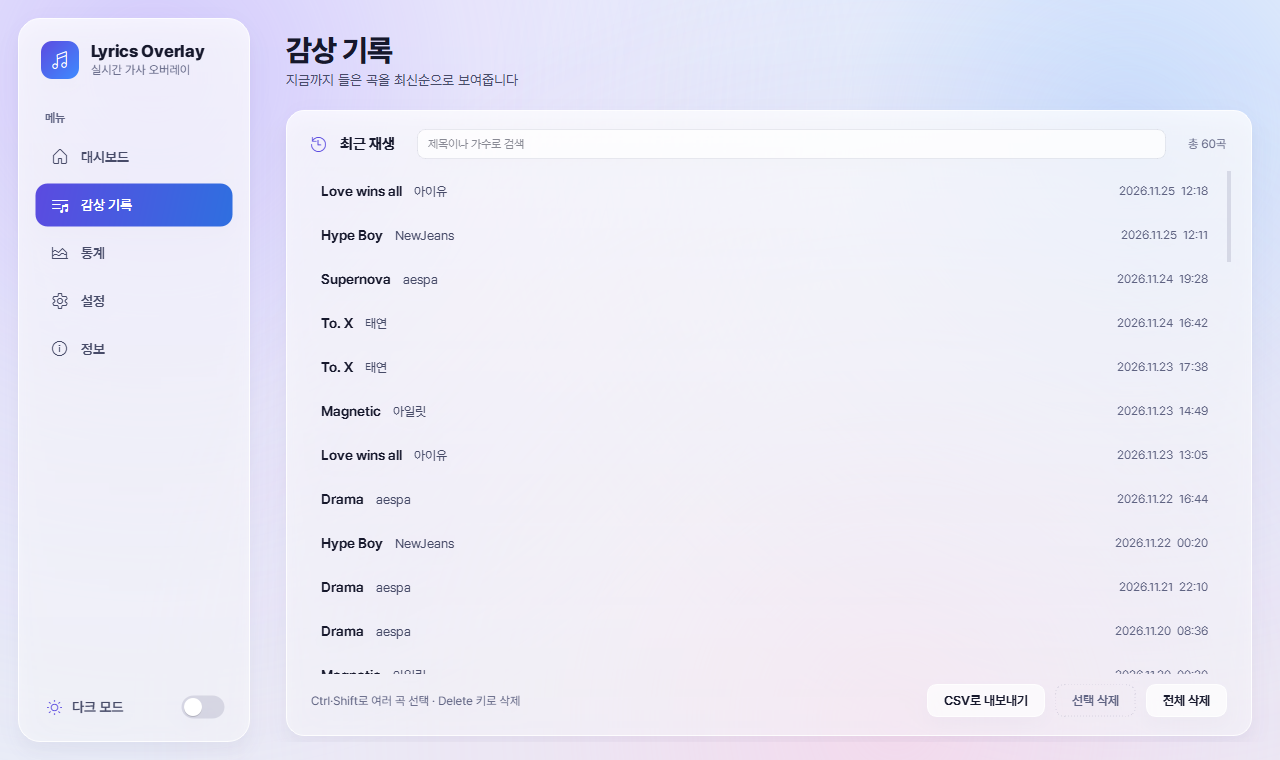 Lyrics Overlay
실시간 가사 오버레이
메뉴
대시보드
감상 기록
통계
설정
정보
다크 모드
감상 기록
지금까지 들은 곡을 최신순으로 보여줍니다
최근 재생
제목이나 가수로 검색
총 60곡
Love wins all 아이유 2026.11.25 12:18
Hype Boy NewJeans 2026.11.25 12:11
Supernova aespa 2026.11.24 19:28
To. X 태연 2026.11.24 16:42
To. X 태연 2026.11.23 17:38
Magnetic 아일릿 2026.11.23 14:49
Love wins all 아이유 2026.11.23 13:05
Drama aespa 2026.11.22 16:44
Hype Boy NewJeans 2026.11.22 00:20
Drama aespa 2026.11.21 22:10
Drama aespa 2026.11.20 08:36
Magnetic 아일릿
Ctrl·Shift로 여러 곡 선택 · Delete 키로 삭제
CSV로 내보내기
선택 삭제
전체 삭제